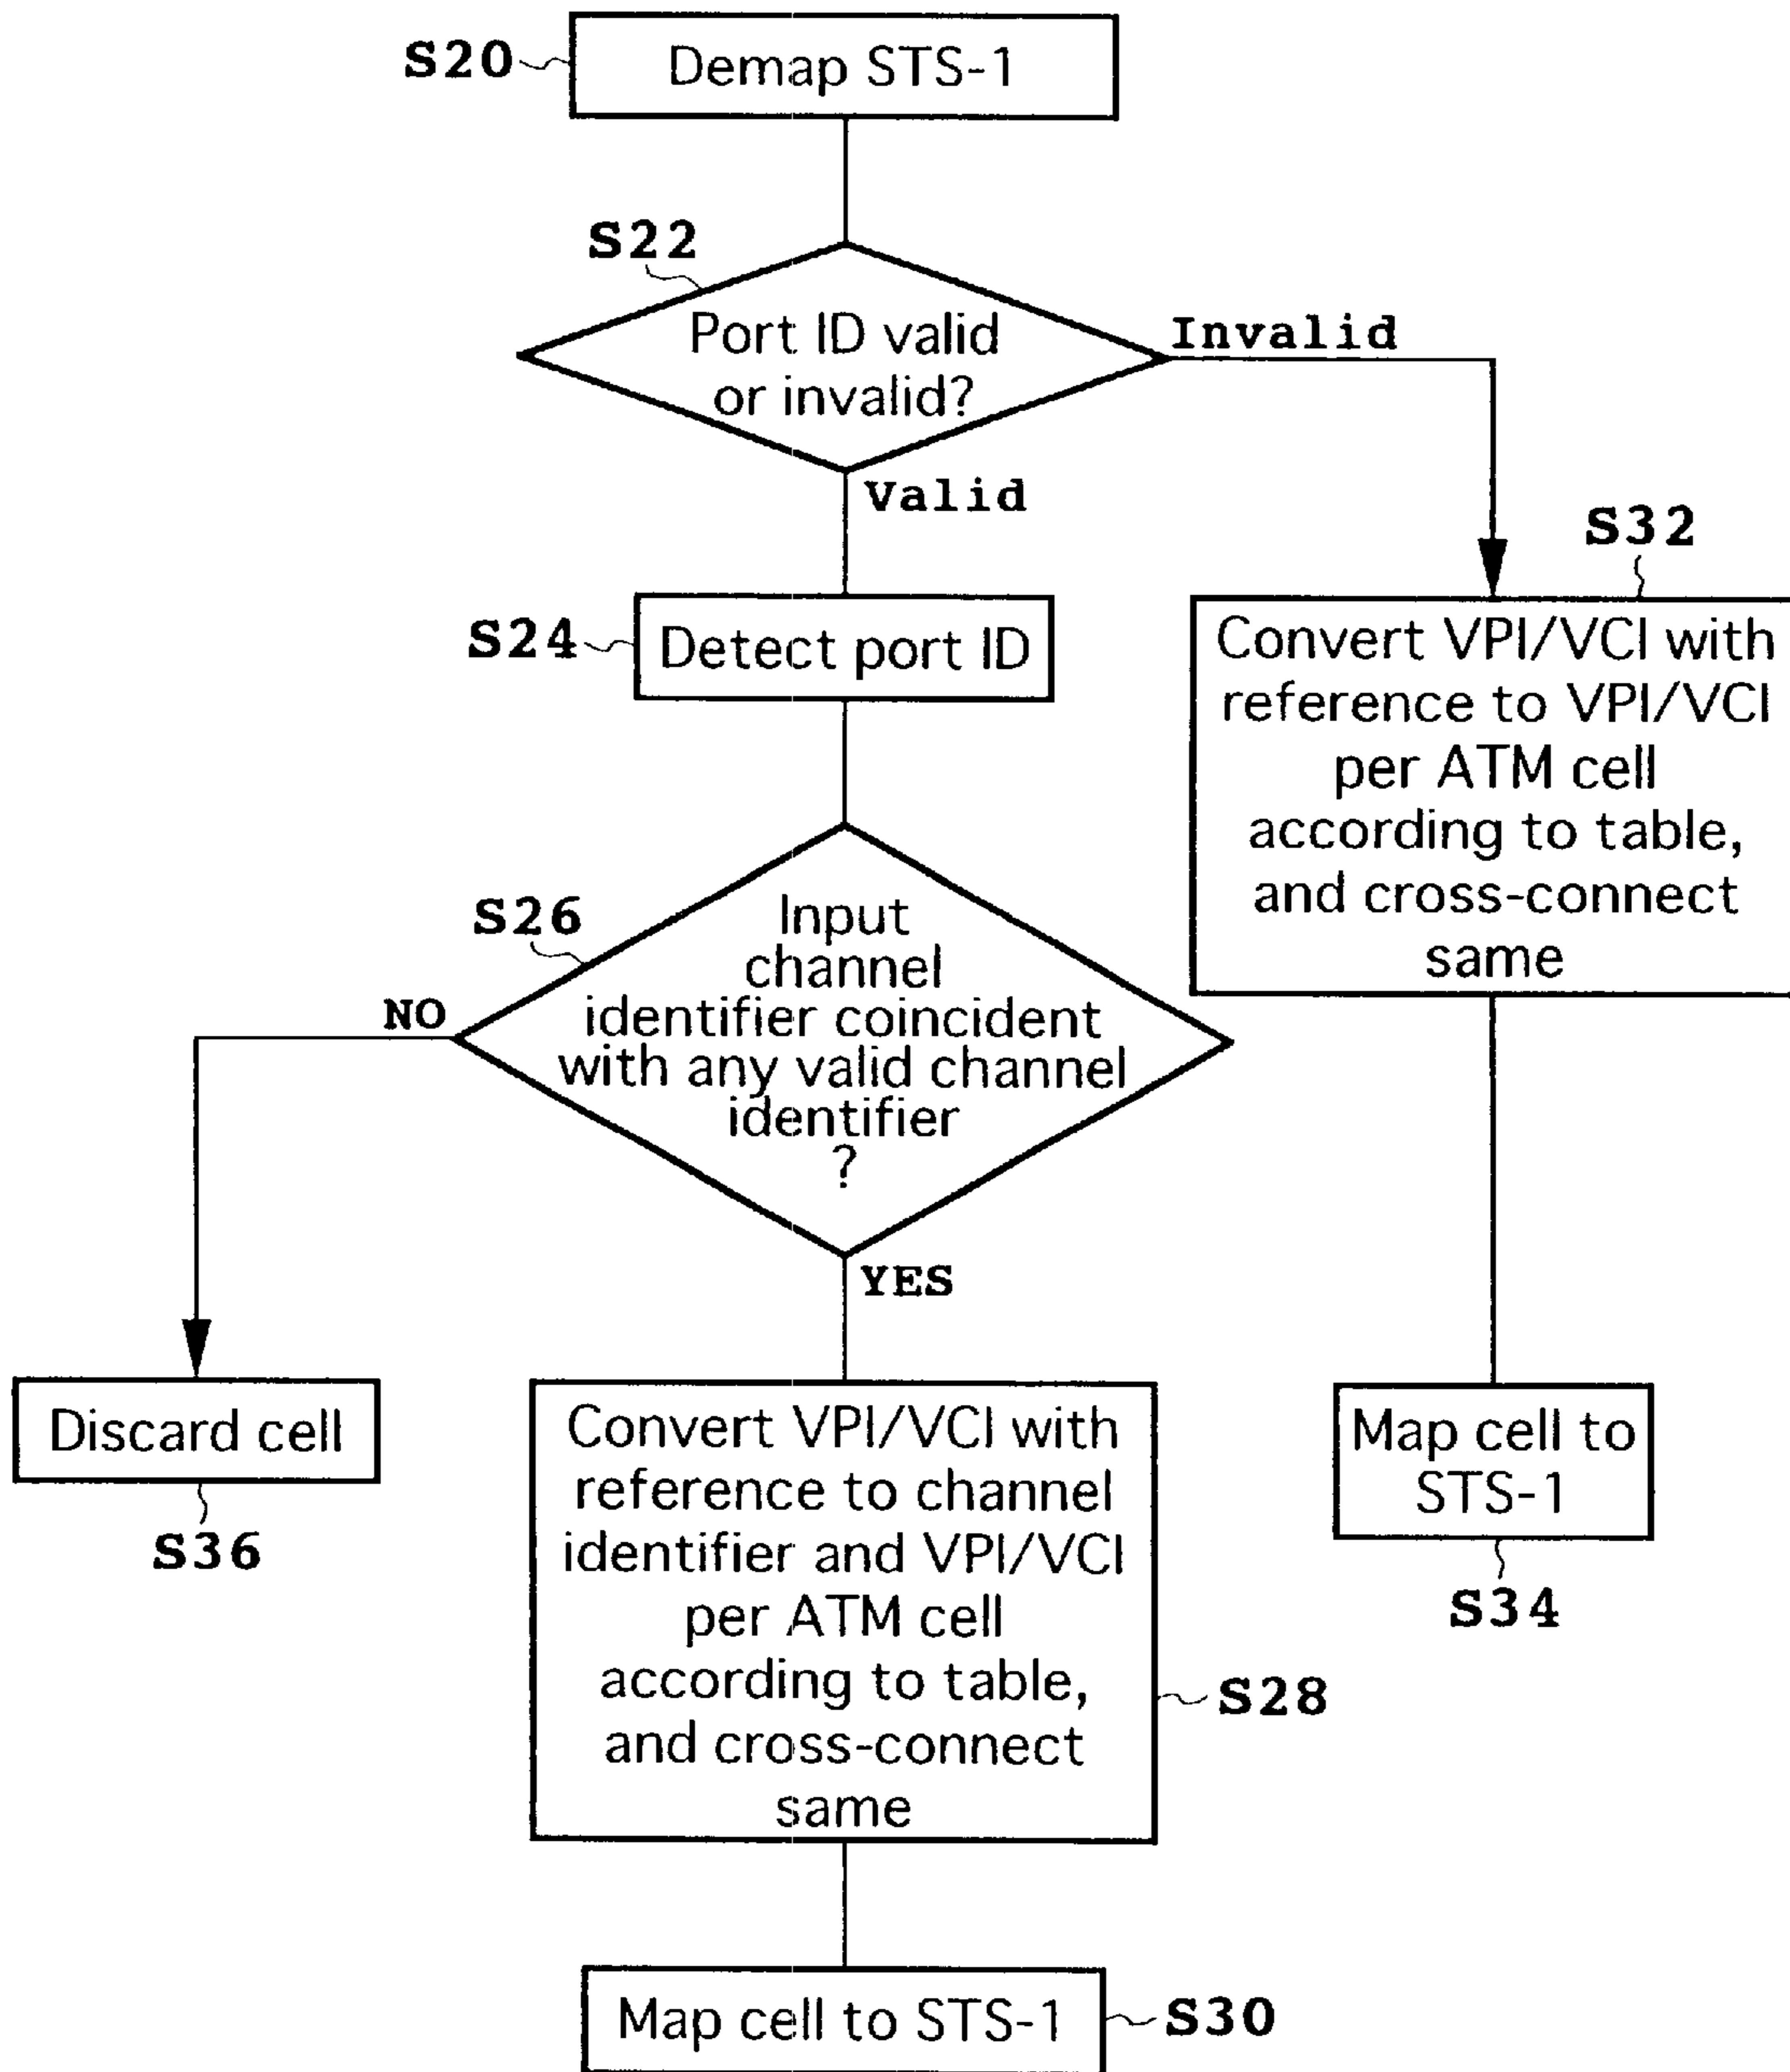 S20
Demap STS-1
S22
Port ID valid
or invalid?
Invalid
Valid
S32
S24
Detect port ID
Convert VPI/VCI with
reference to VPI/VCI
per ATM cell
according to table,
and cross-connect
same
S26
Input
channel
identifier coincident
with any valid channel
identifier
?
NO
YES
Discard cell
S36
Convert VPI/VCI with
reference to channel
identifier and VPI/VCI
per ATM cell
according to table,
and cross-connect
same
S28
Map cell to
STS-1
S34
Map cell to STS-1
S30